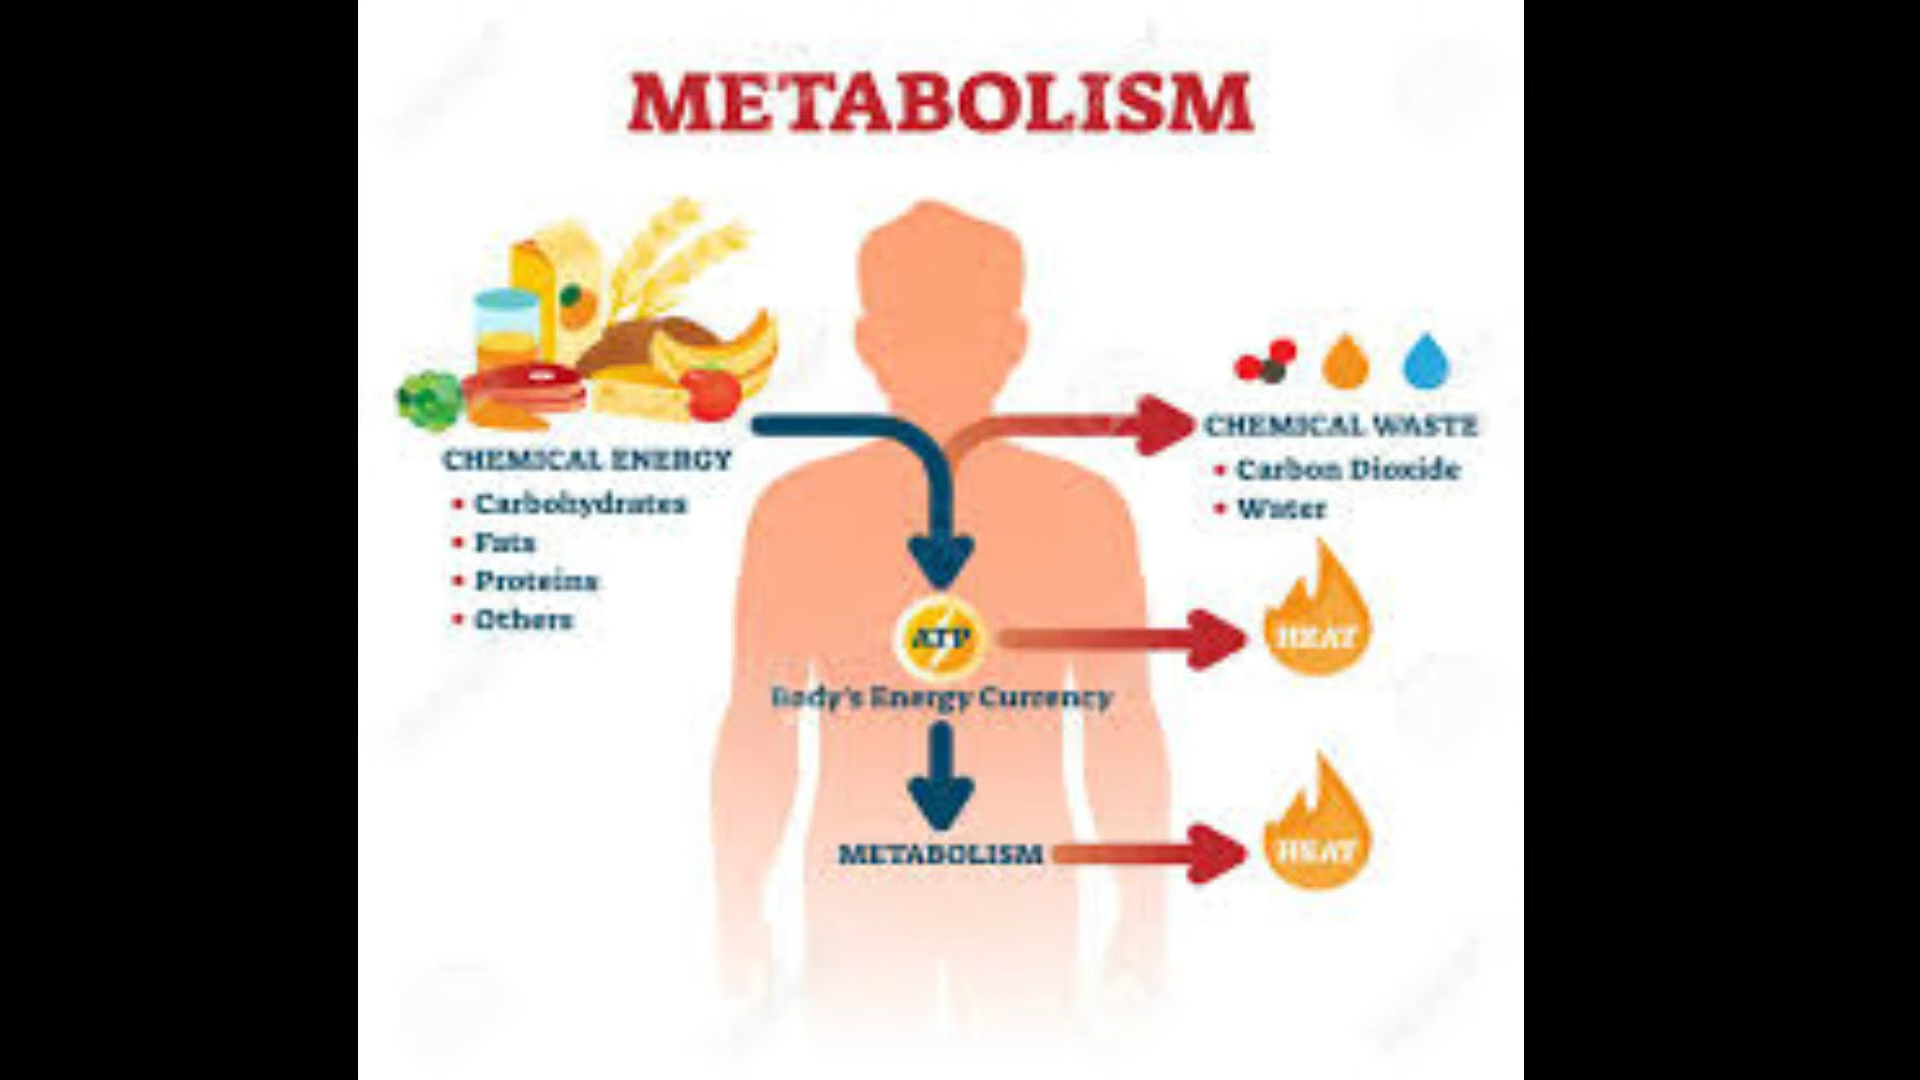 METABOLISM
CHEMICAL ENERGY
• Carbohydrates
• Fats
• Proteins
• Others
CHEMICAL WASTE
• Carbon Dioxide
• Water
ATP
HEAT
Body's Energy Currency
METABOLISM
HEAT